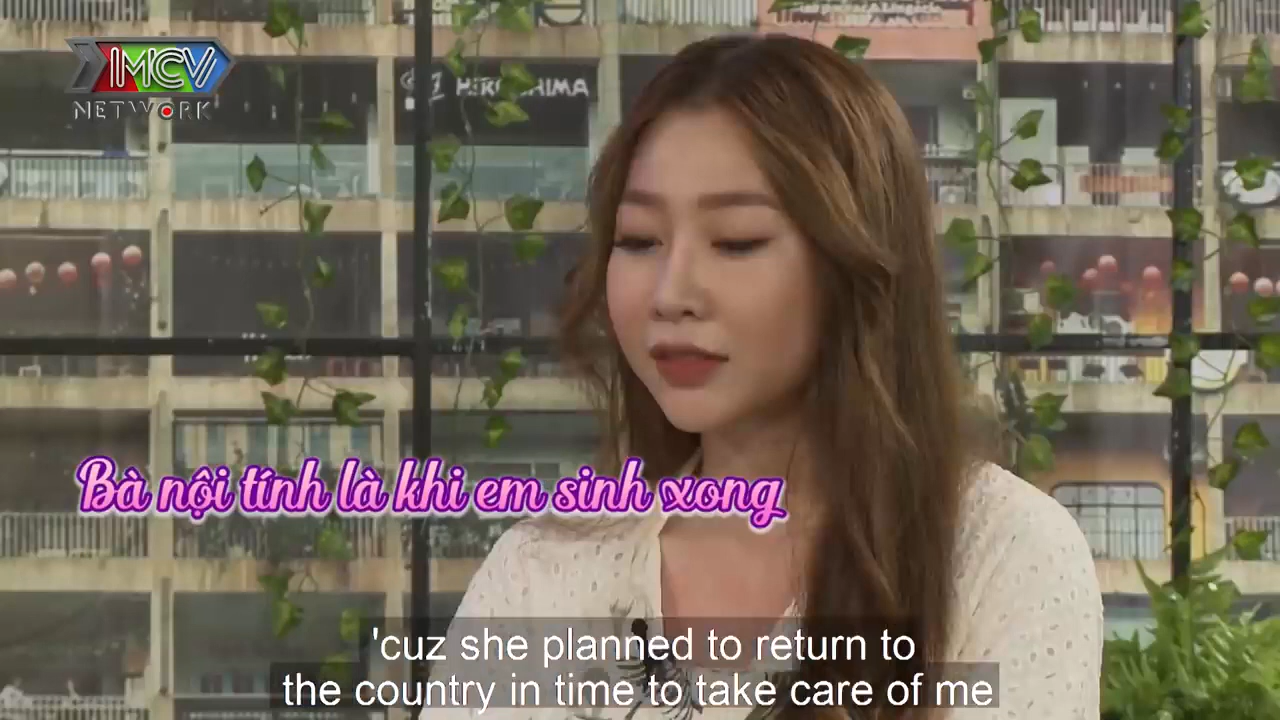 MCV
NETWORK
HIROSHIMA
Bà nội tính là khi em sinh xong
'cuz she planned to return to
the country in time to take care of me